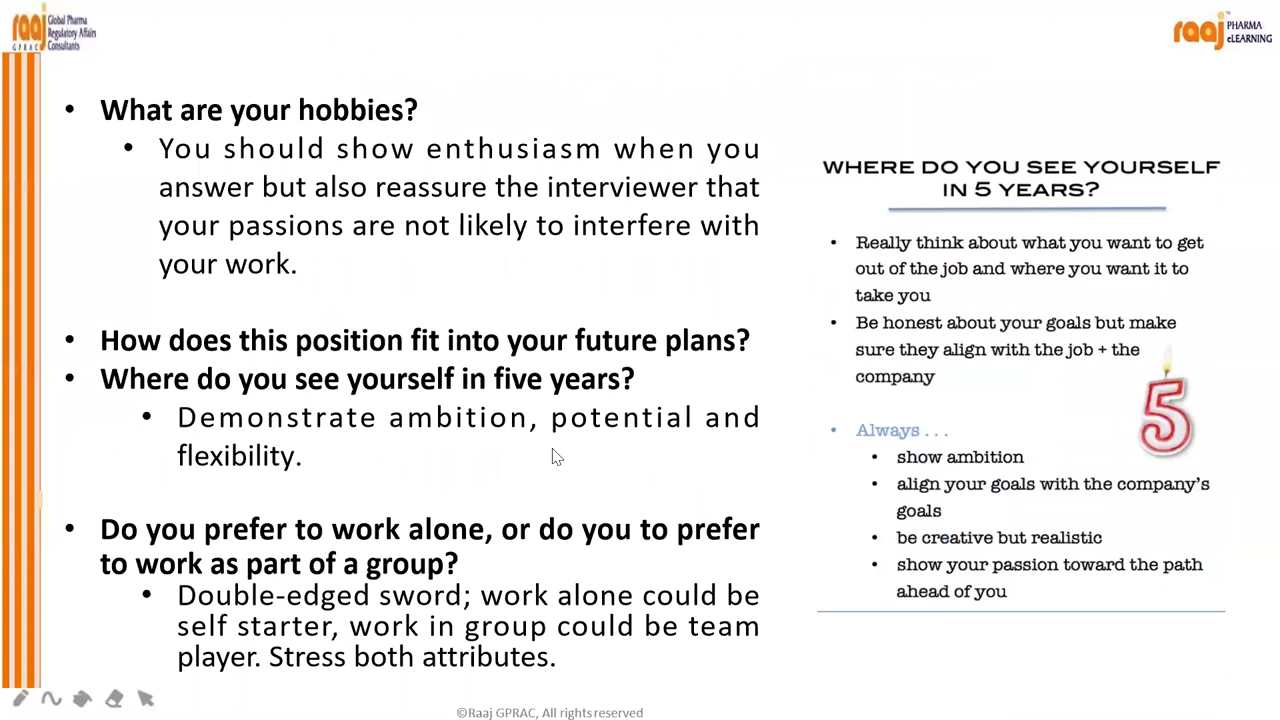 raaj
GPRAC
Global Pharma
Regulatory Affairs
Consultants
raaj
PHARMA
eLEARNING
• What are your hobbies?
• You should show enthusiasm when you
answer but also reassure the interviewer that
your passions are not likely to interfere with
your work.
• How does this position fit into your future plans?
• Where do you see yourself in five years?
• Demonstrate ambition, potential and
flexibility.
• Do you prefer to work alone, or do you to prefer
to work as part of a group?
• Double-edged sword; work alone could be
self starter, work in group could be team
player. Stress both attributes.
WHERE DO YOU SEE YOURSELF
IN 5 YEARS?
• Really think about what you want to get
out of the job and where you want it to
take you
• Be honest about your goals but make
sure they align with the job + the
company
5
• Always . . .
• show ambition
• align your goals with the company's
goals
• be creative but realistic
• show your passion toward the path
ahead of you
©Raaj GPRAC, All rights reserved